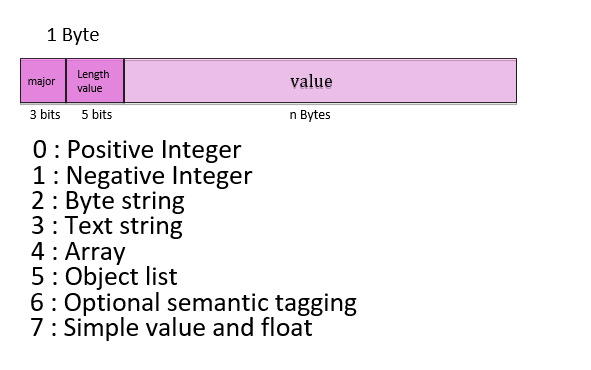 1 Byte
major
Length
value
value
3 bits
5 bits
n Bytes
0 : Positive Integer
1 : Negative Integer
2 : Byte string
3 : Text string
4 : Array
5 : Object list
6 : Optional semantic tagging
7 : Simple value and float